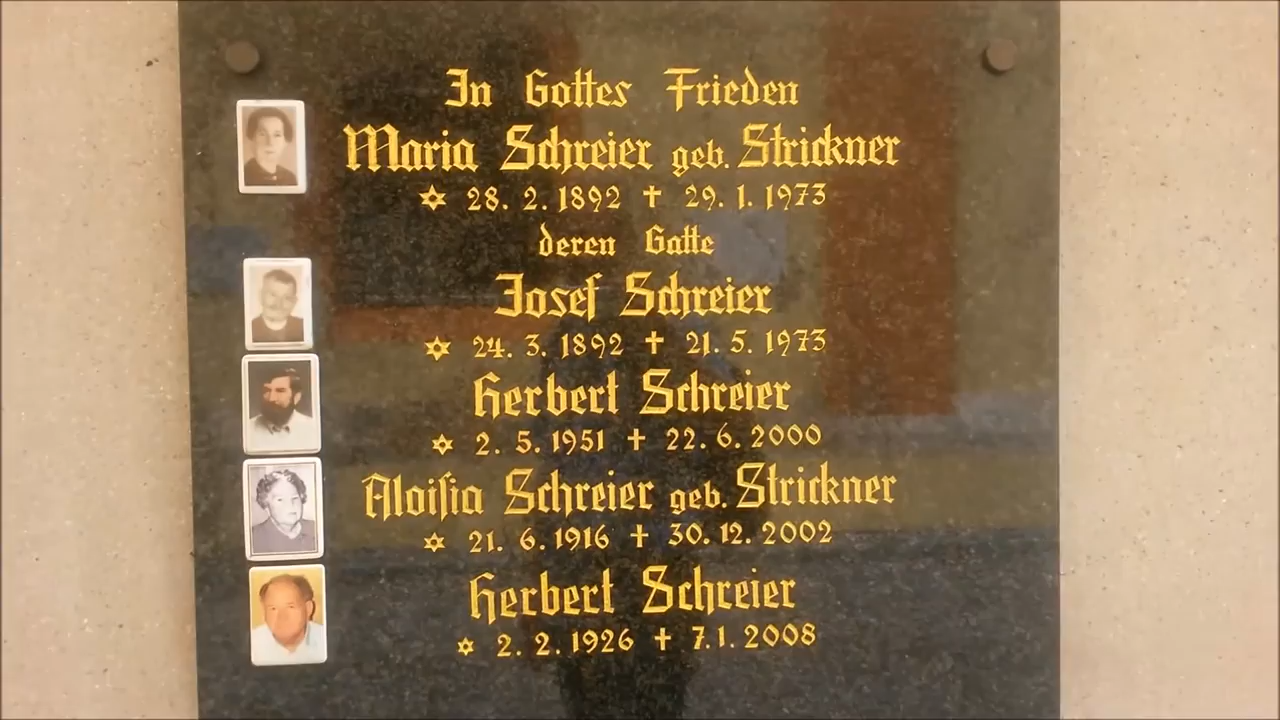 In Gottes Frieden
Maria Schreier geb. Strickner
✡ 28. 2. 1892 † 29. 1. 1973
deren Gatte
Josef Schreier
✡ 24. 3. 1892 † 21. 5. 1973
Herbert Schreier
✡ 2. 5. 1951 † 22. 6. 2000
Aloiſia Schreier geb. Strickner
✡ 21. 6. 1916 † 30. 12. 2002
Herbert Schreier
✡ 2. 2. 1926 † 7. 1. 2008